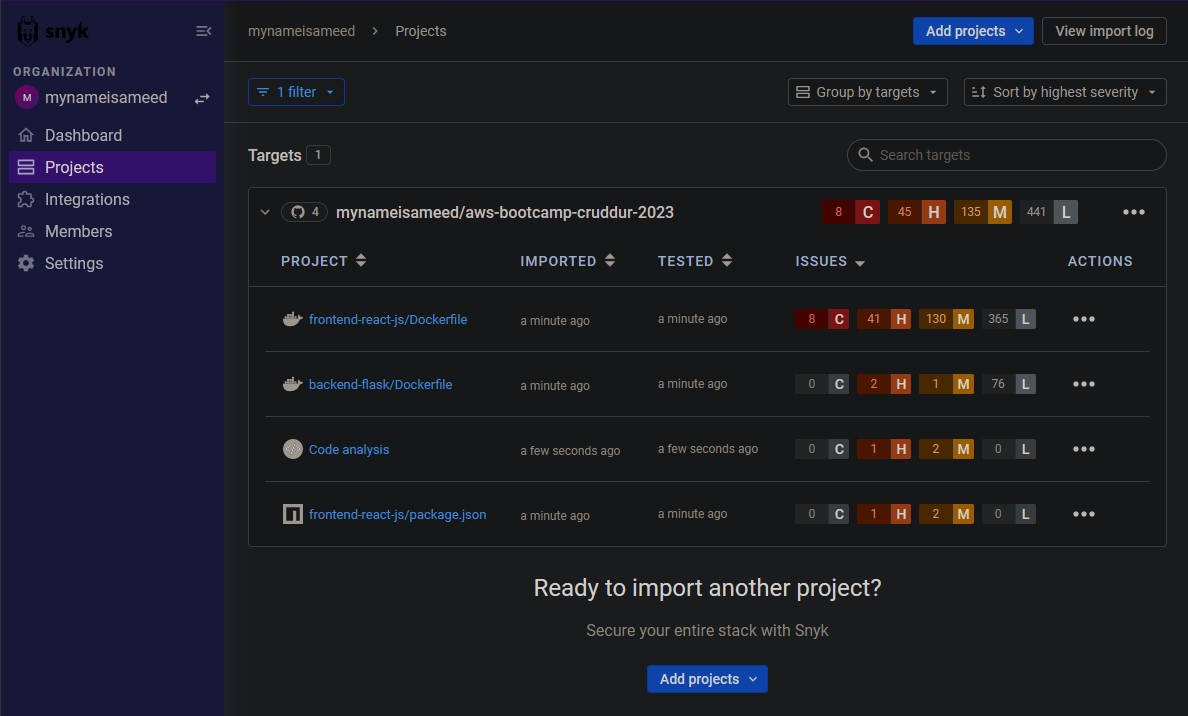 snyk
mynameisameed > Projects
Add projects
View import log
ORGANIZATION
M mynameisameed
1 filter
Group by targets
Sort by highest severity
Dashboard
Projects
Integrations
Members
Settings
Targets 1
Search targets
4 mynameisameed/aws-bootcamp-cruddur-2023 8 C 45 H 135 M 441 L
PROJECT IMPORTED TESTED ISSUES ACTIONS
frontend-react-js/Dockerfile a minute ago a minute ago 8 C 41 H 130 M 365 L
backend-flask/Dockerfile a minute ago a minute ago 0 C 2 H 1 M 76 L
Code analysis a few seconds ago a few seconds ago 0 C 1 H 2 M 0 L
frontend-react-js/package.json a minute ago a minute ago 0 C 1 H 2 M 0 L
Ready to import another project?
Secure your entire stack with Snyk
Add projects